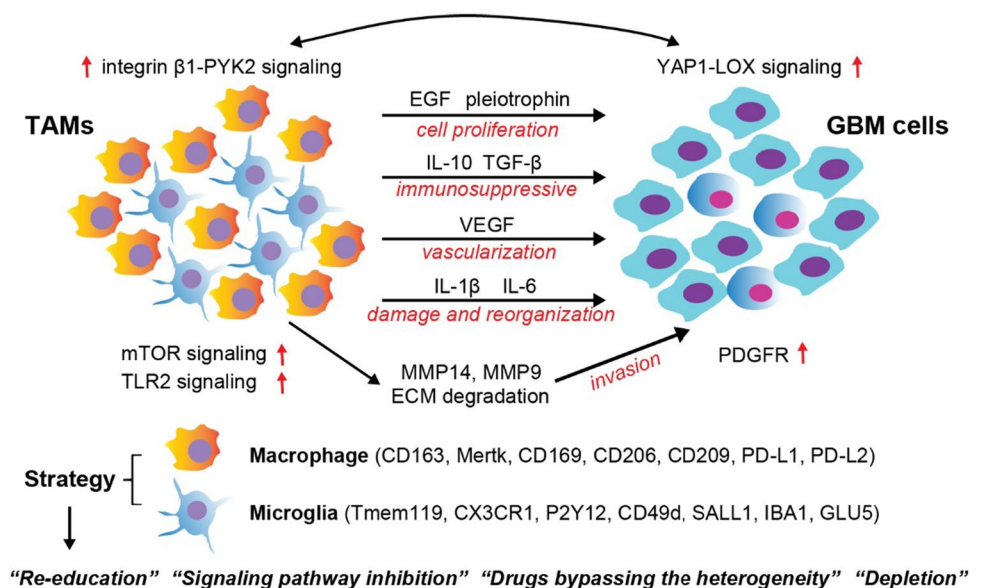 integrin β1-PYK2 signaling
YAP1-LOX signaling
TAMs
GBM cells
EGF pleiotrophin
cell proliferation
IL-10 TGF-β
immunosuppressive
VEGF
vascularization
IL-1β IL-6
damage and reorganization
mTOR signaling
TLR2 signaling
MMP14, MMP9
ECM degradation
invasion
PDGFR
Strategy
Macrophage (CD163, Mertk, CD169, CD206, CD209, PD-L1, PD-L2)
Microglia (Tmem119, CX3CR1, P2Y12, CD49d, SALL1, IBA1, GLU5)
“Re-education” “Signaling pathway inhibition” “Drugs bypassing the heterogeneity” “Depletion”